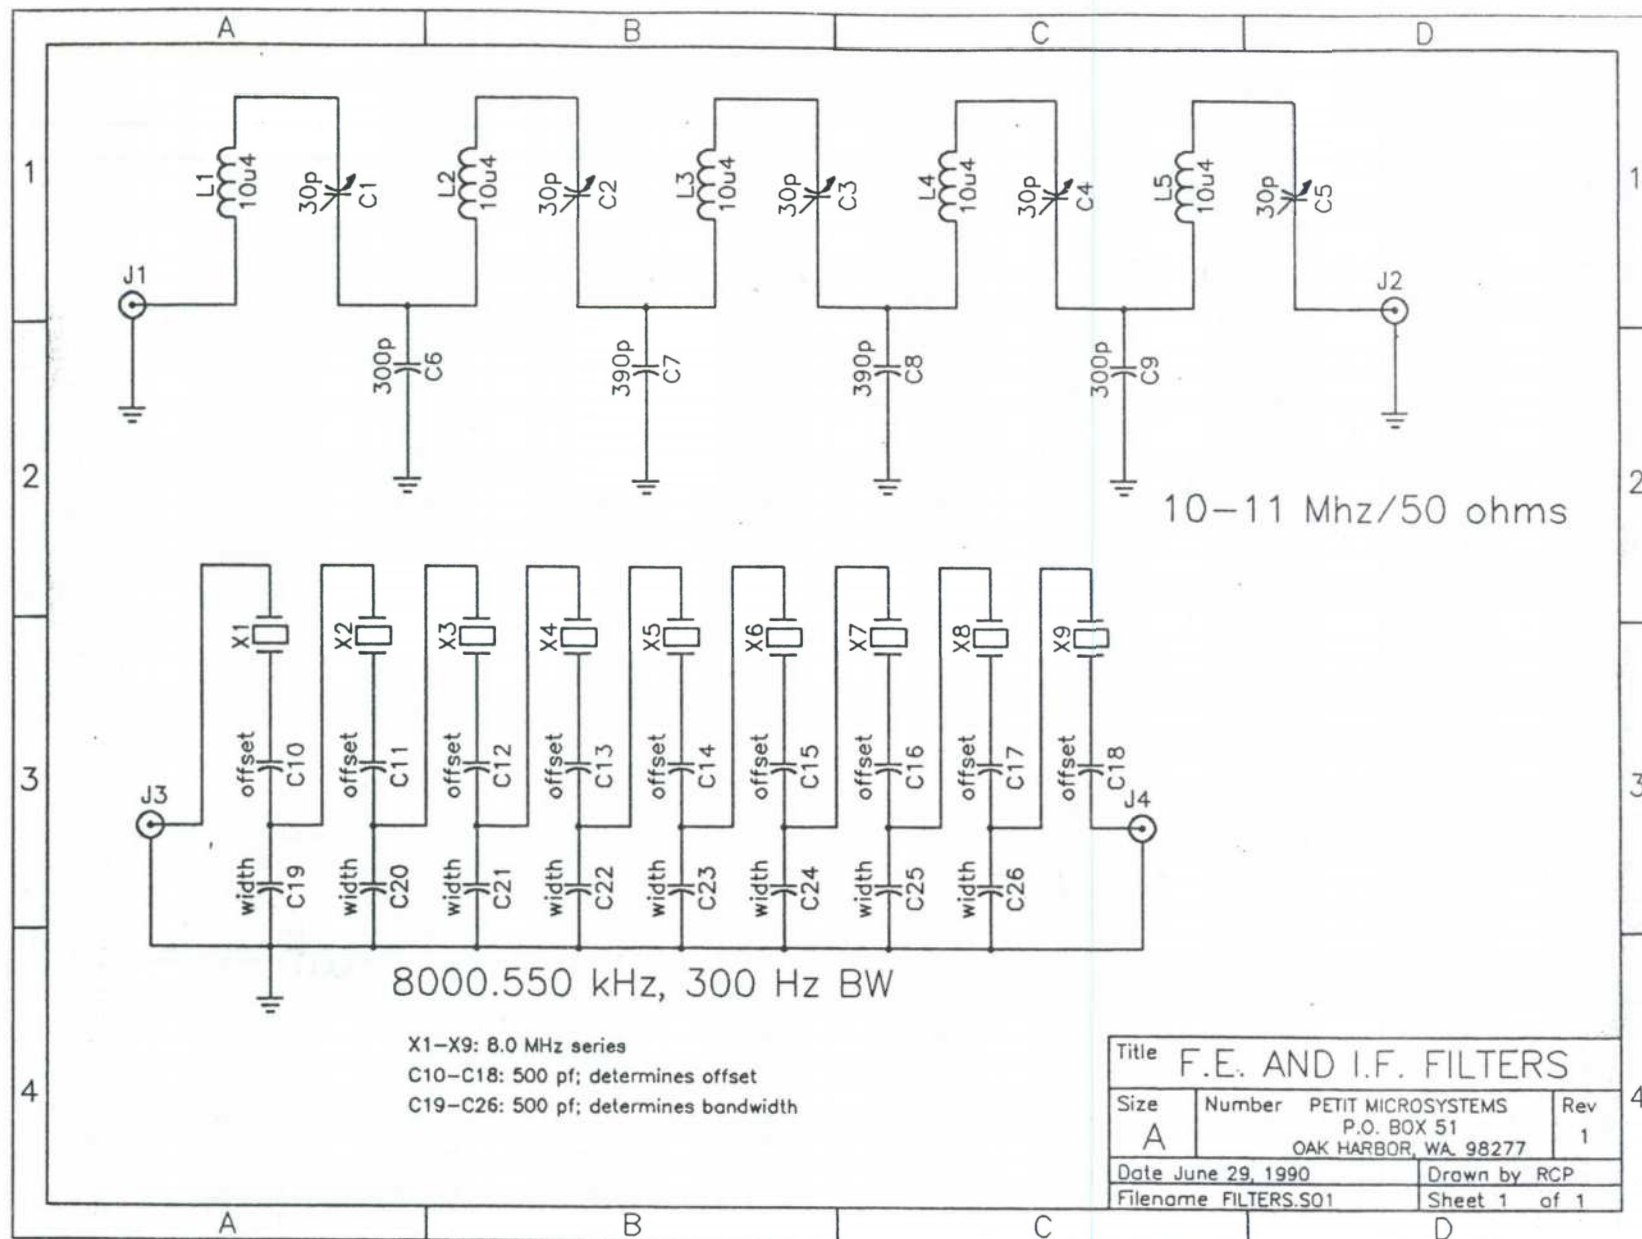 A B C D
1 1
L1 10u4 30p C1 L2 10u4 30p C2 L3 10u4 30p C3 L4 10u4 30p C4 L5 10u4 30p C5
J1 J2
300p C6 390p C7 390p C8 300p C9
2 2
10-11 Mhz/50 ohms
X1 X2 X3 X4 X5 X6 X7 X8 X9
offset C10 offset C11 offset C12 offset C13 offset C14 offset C15 offset C16 offset C17 offset C18
3 3
J3 J4
width C19 width C20 width C21 width C22 width C23 width C24 width C25 width C26
8000.550 kHz, 300 Hz BW
X1-X9: 8.0 MHz series
C10-C18: 500 pf; determines offset
C19-C26: 500 pf; determines bandwidth
4 4
Title F.E. AND I.F. FILTERS
Size A
Number PETIT MICROSYSTEMS
P.O. BOX 51
OAK HARBOR, WA. 98277
Rev 1
Date June 29, 1990
Drawn by RCP
Filename FILTERS.S01
Sheet 1 of 1
A B C D